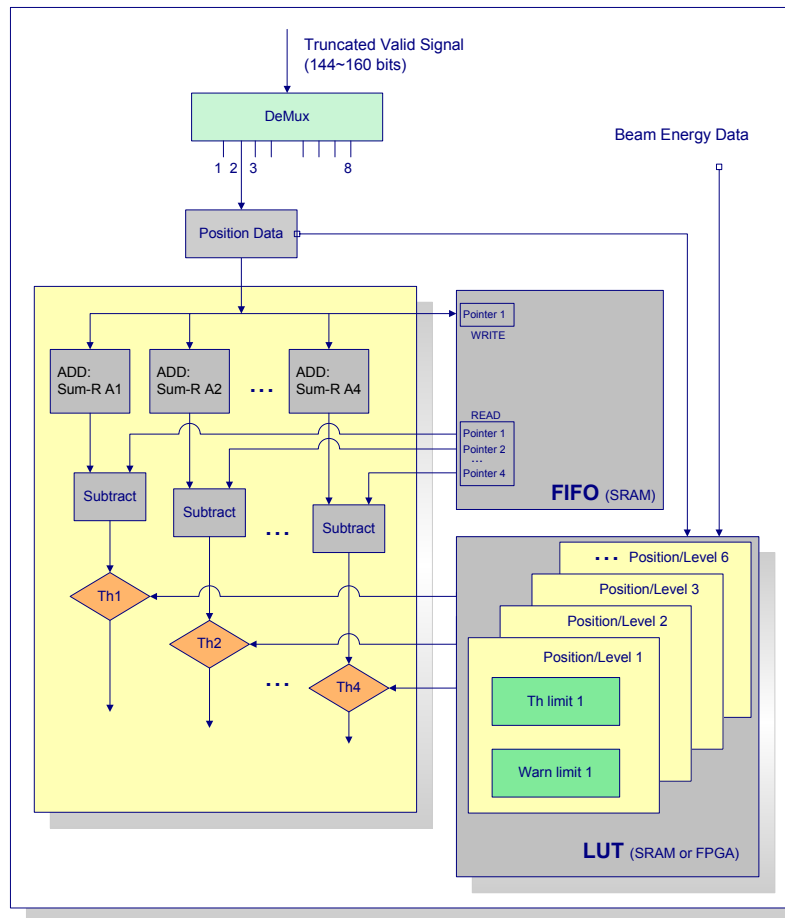 Truncated Valid Signal
(144~160 bits)
DeMux
1 2 3 8
Beam Energy Data
Position Data
Pointer 1
WRITE
ADD:
Sum-R A1
ADD:
Sum-R A2
...
ADD:
Sum-R A4
READ
Pointer 1
Pointer 2
...
Pointer 4
FIFO (SRAM)
Subtract
Subtract
...
Subtract
... Position/Level 6
Position/Level 3
Position/Level 2
Position/Level 1
Th1
Th2
...
Th4
Th limit 1
Warn limit 1
LUT (SRAM or FPGA)